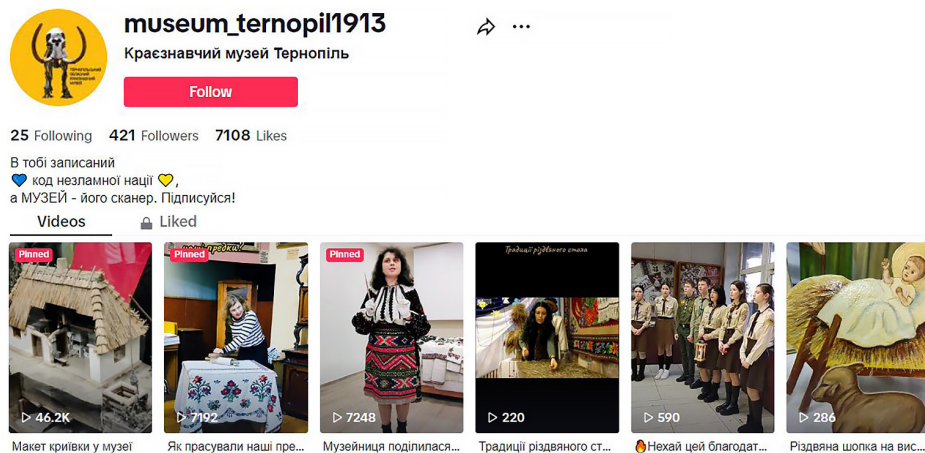 museum_ternopil1913
Краєзнавчий музей Тернопіль
Follow
25 Following 421 Followers 7108 Likes
В тобі записаний
💙 код незламної нації 💛,
а МУЗЕЙ - його сканер. Підписуйся!
Videos Liked
Pinned Pinned Pinned
наші предки?
Традиції різдвяного стола
46.2K 7192 7248 220 590 286
Макет криївки у музеї
Як прасували наші пре...
Музейниця поділилася...
Традиції різдвяного ст...
🔥Нехай цей благодат...
Різдвяна шопка на вис...